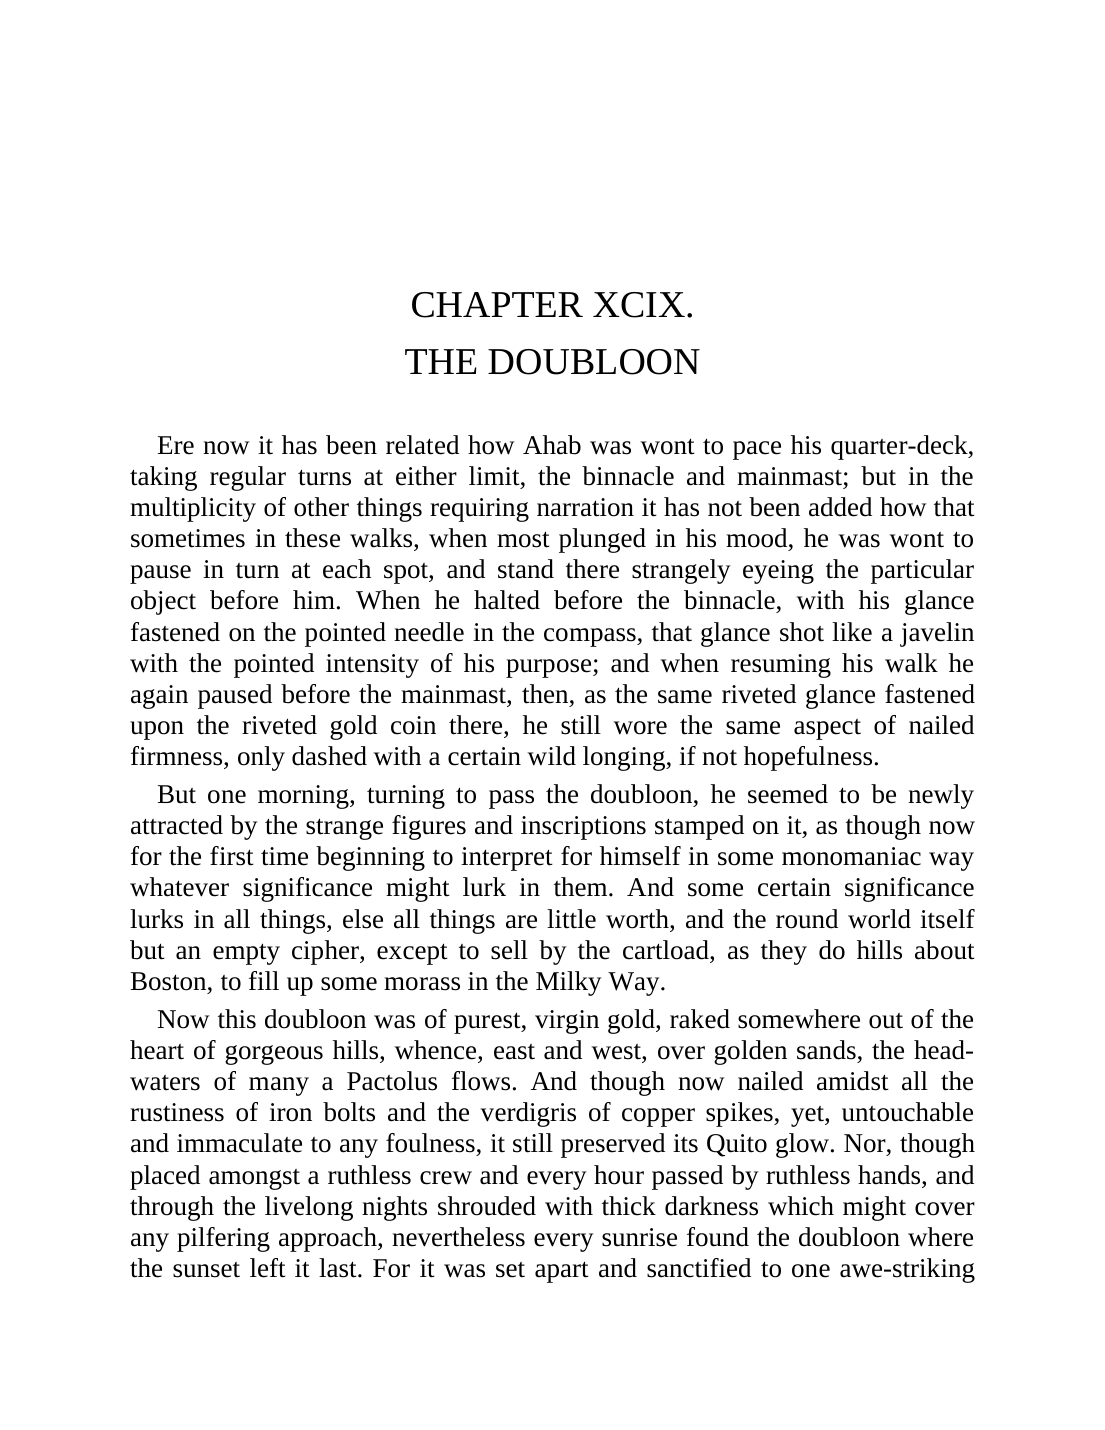 CHAPTER XCIX.
THE DOUBLOON
Ere now it has been related how Ahab was wont to pace his quarter-deck,
taking regular turns at either limit, the binnacle and mainmast; but in the
multiplicity of other things requiring narration it has not been added how that
sometimes in these walks, when most plunged in his mood, he was wont to
pause in turn at each spot, and stand there strangely eyeing the particular
object before him. When he halted before the binnacle, with his glance
fastened on the pointed needle in the compass, that glance shot like a javelin
with the pointed intensity of his purpose; and when resuming his walk he
again paused before the mainmast, then, as the same riveted glance fastened
upon the riveted gold coin there, he still wore the same aspect of nailed
firmness, only dashed with a certain wild longing, if not hopefulness.
But one morning, turning to pass the doubloon, he seemed to be newly
attracted by the strange figures and inscriptions stamped on it, as though now
for the first time beginning to interpret for himself in some monomaniac way
whatever significance might lurk in them. And some certain significance
lurks in all things, else all things are little worth, and the round world itself
but an empty cipher, except to sell by the cartload, as they do hills about
Boston, to fill up some morass in the Milky Way.
Now this doubloon was of purest, virgin gold, raked somewhere out of the
heart of gorgeous hills, whence, east and west, over golden sands, the head-
waters of many a Pactolus flows. And though now nailed amidst all the
rustiness of iron bolts and the verdigris of copper spikes, yet, untouchable
and immaculate to any foulness, it still preserved its Quito glow. Nor, though
placed amongst a ruthless crew and every hour passed by ruthless hands, and
through the livelong nights shrouded with thick darkness which might cover
any pilfering approach, nevertheless every sunrise found the doubloon where
the sunset left it last. For it was set apart and sanctified to one awe-striking